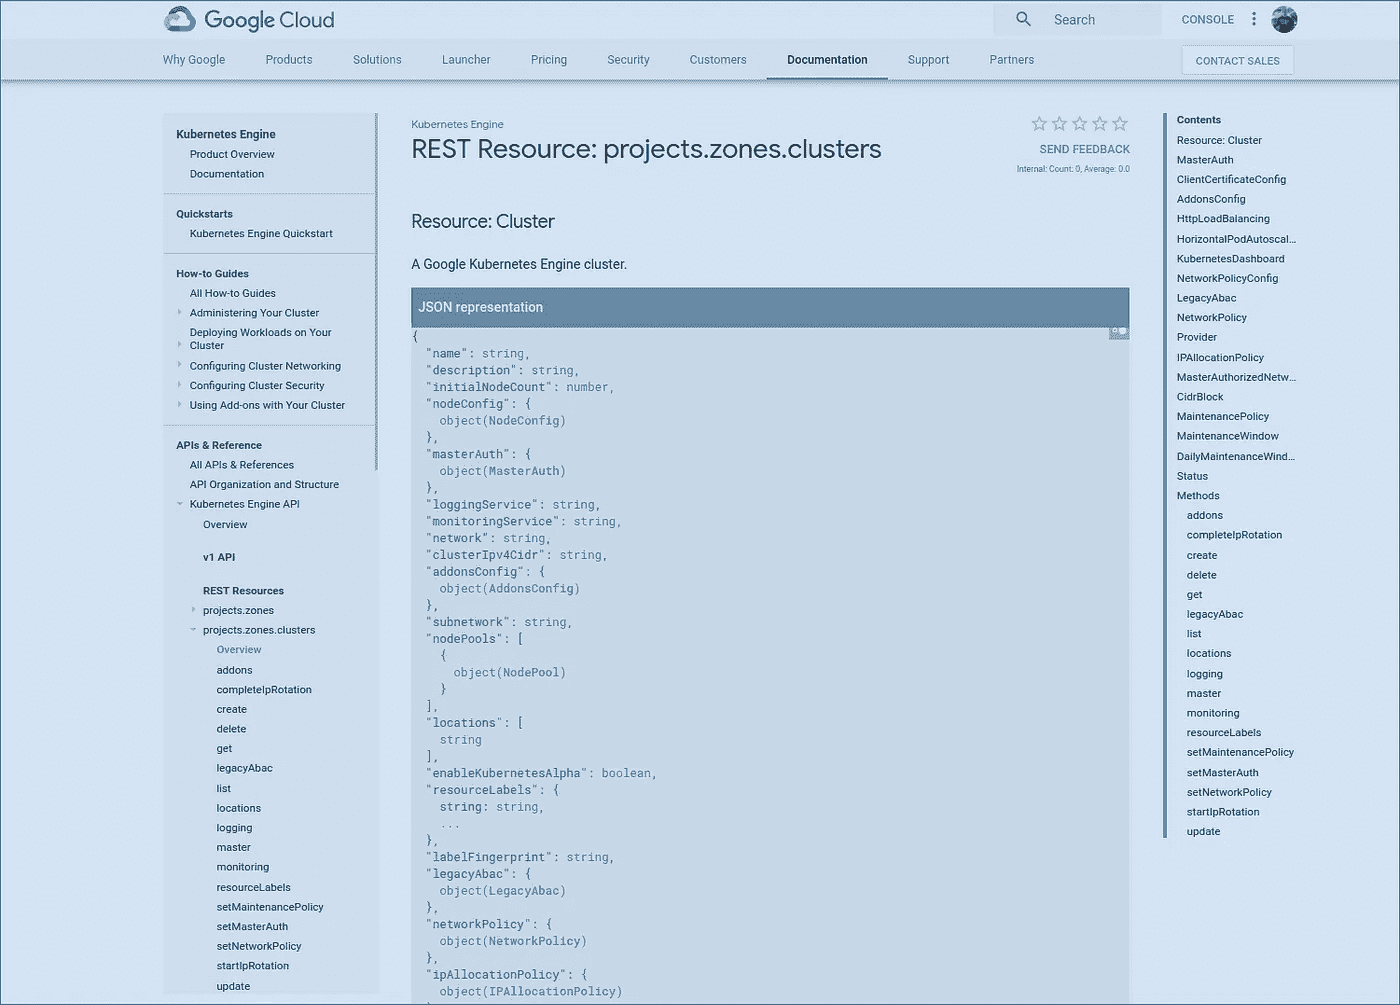 Google Cloud
Search
CONSOLE
Why Google
Products
Solutions
Launcher
Pricing
Security
Customers
Documentation
Support
Partners
CONTACT SALES
Kubernetes Engine
Product Overview
Documentation
Quickstarts
Kubernetes Engine Quickstart
How-to Guides
All How-to Guides
Administering Your Cluster
Deploying Workloads on Your
Cluster
Configuring Cluster Networking
Configuring Cluster Security
Using Add-ons with Your Cluster
APIs & Reference
All APIs & References
API Organization and Structure
Kubernetes Engine API
Overview
v1 API
REST Resources
projects.zones
projects.zones.clusters
Overview
addons
completeIpRotation
create
delete
get
legacyAbac
list
locations
logging
master
monitoring
resourceLabels
setMaintenancePolicy
setMasterAuth
setNetworkPolicy
startIpRotation
update
Kubernetes Engine
REST Resource: projects.zones.clusters
SEND FEEDBACK
Internal: Count: 0, Average: 0.0
Resource: Cluster
A Google Kubernetes Engine cluster.
JSON representation
{
"name": string,
"description": string,
"initialNodeCount": number,
"nodeConfig": {
object(NodeConfig)
},
"masterAuth": {
object(MasterAuth)
},
"loggingService": string,
"monitoringService": string,
"network": string,
"clusterIpv4Cidr": string,
"addonsConfig": {
object(AddonsConfig)
},
"subnetwork": string,
"nodePools": [
{
object(NodePool)
}
],
"locations": [
string
],
"enableKubernetesAlpha": boolean,
"resourceLabels": {
string: string,
...
},
"labelFingerprint": string,
"legacyAbac": {
object(LegacyAbac)
},
"networkPolicy": {
object(NetworkPolicy)
},
"ipAllocationPolicy": {
object(IPAllocationPolicy)
Contents
Resource: Cluster
MasterAuth
ClientCertificateConfig
AddonsConfig
HttpLoadBalancing
HorizontalPodAutoscal...
KubernetesDashboard
NetworkPolicyConfig
LegacyAbac
NetworkPolicy
Provider
IPAllocationPolicy
MasterAuthorizedNetw...
CidrBlock
MaintenancePolicy
MaintenanceWindow
DailyMaintenanceWind...
Status
Methods
addons
completeIpRotation
create
delete
get
legacyAbac
list
locations
logging
master
monitoring
resourceLabels
setMaintenancePolicy
setMasterAuth
setNetworkPolicy
startIpRotation
update